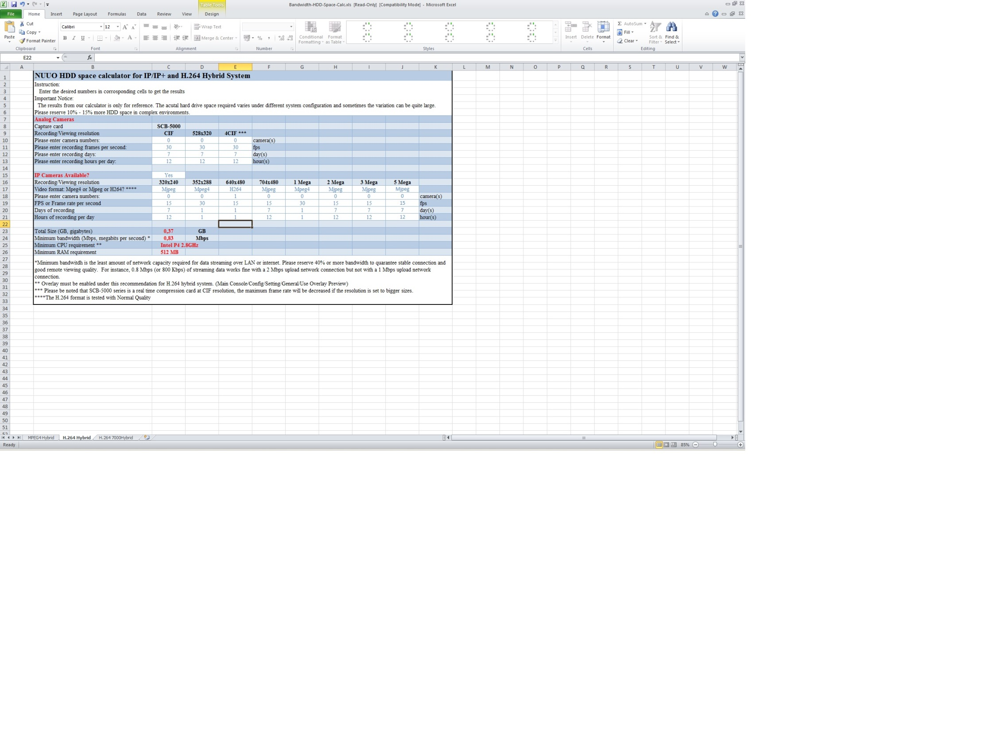 Table Tools
Bandwidth-HDD-Space-Calc.xls [Read-Only] [Compatibility Mode] - Microsoft Excel
File Home Insert Page Layout Formulas Data Review View Design
Paste Cut Copy Format Painter Calibri 12 B I U Wrap Text Merge & Center Conditional Formatting Format as Table Insert Delete Format AutoSum Fill Clear Sort & Filter Find & Select
Clipboard Font Alignment Number Styles Cells Editing
E22 fx
A B C D E F G H I J K L M N O P Q R S T U V W
1 NUUO HDD space calculator for IP/IP+ and H.264 Hybrid System
2 Instruction:
3 Enter the desired numbers in corrosponding cells to get the results
4 Important Notice:
5 The results from our calculator is only for reference. The acutal hard drive space required varies under different system configuration and sometimes the variation can be quite large.
6 Please reserve 10% - 15% more HDD space in complex environments.
7 Analog Cameras
8 Capture card SCB-5000
9 Recording/Viewing resolution CIF 528x320 4CIF ***
10 Please enter camera numbers: 0 0 0 camera(s)
11 Please enter recording frames per second: 30 30 30 fps
12 Please enter recording days: 7 7 7 day(s)
13 Please enter recording hours per day: 12 12 12 hour(s)
14
15 IP Cameras Available? Yes
16 Recording/Viewing resolution 320x240 352x288 640x480 704x480 1 Mega 2 Mega 3 Mega 5 Mega
17 Video format: Mpeg4 or Mjpeg or H264? **** Mjpeg Mpeg4 H264 Mjpeg Mpeg4 Mjpeg Mjpeg Mjpeg
18 Please enter camera numbers: 0 0 1 0 0 0 0 0 camera(s)
19 FPS or Frame rate per second 15 30 15 15 30 15 15 15 fps
20 Days of recording 7 1 1 7 1 7 7 7 day(s)
21 Hours of recording per day 12 1 1 12 1 12 12 12 hour(s)
22
23 Total Size (GB, gigabytes) 0,37 GB
24 Minimum bandwidth (Mbps, megabits per second) * 0,83 Mbps
25 Minimum CPU requirement ** Intel P4 2.8GHz
26 Minimum RAM requirement 512 MB
27
28 *Minimum bandwitdh is the least amount of network capacity required for data streaming over LAN or internet. Please reserve 40% or more bandwidth to quarantee stable connection and
29 good remote viewing quality. For instance, 0.8 Mbps (or 800 Kbps) of streaming data works fine with a 2 Mbps upload network connection but not with a 1 Mbps upload network
30 connection.
31 ** Overlay must be enabled under this recommendation for H.264 hybrid system. (Main Console/Config/Setting/General/Use Overlay Preview)
32 *** Please be noted that SCB-5000 series is a real time compression card at CIF resolution, the maximum frame rate will be decreased if the resolution is set to bigger sizes.
33 ****The H.264 format is tested with Normal Quality
34
35
36
37
38
39
40
41
42
43
44
45
46
47
48
49
50
51
52
MPEG4 Hybrid H.264 Hybrid H.264 7000Hybrid
Ready 85%